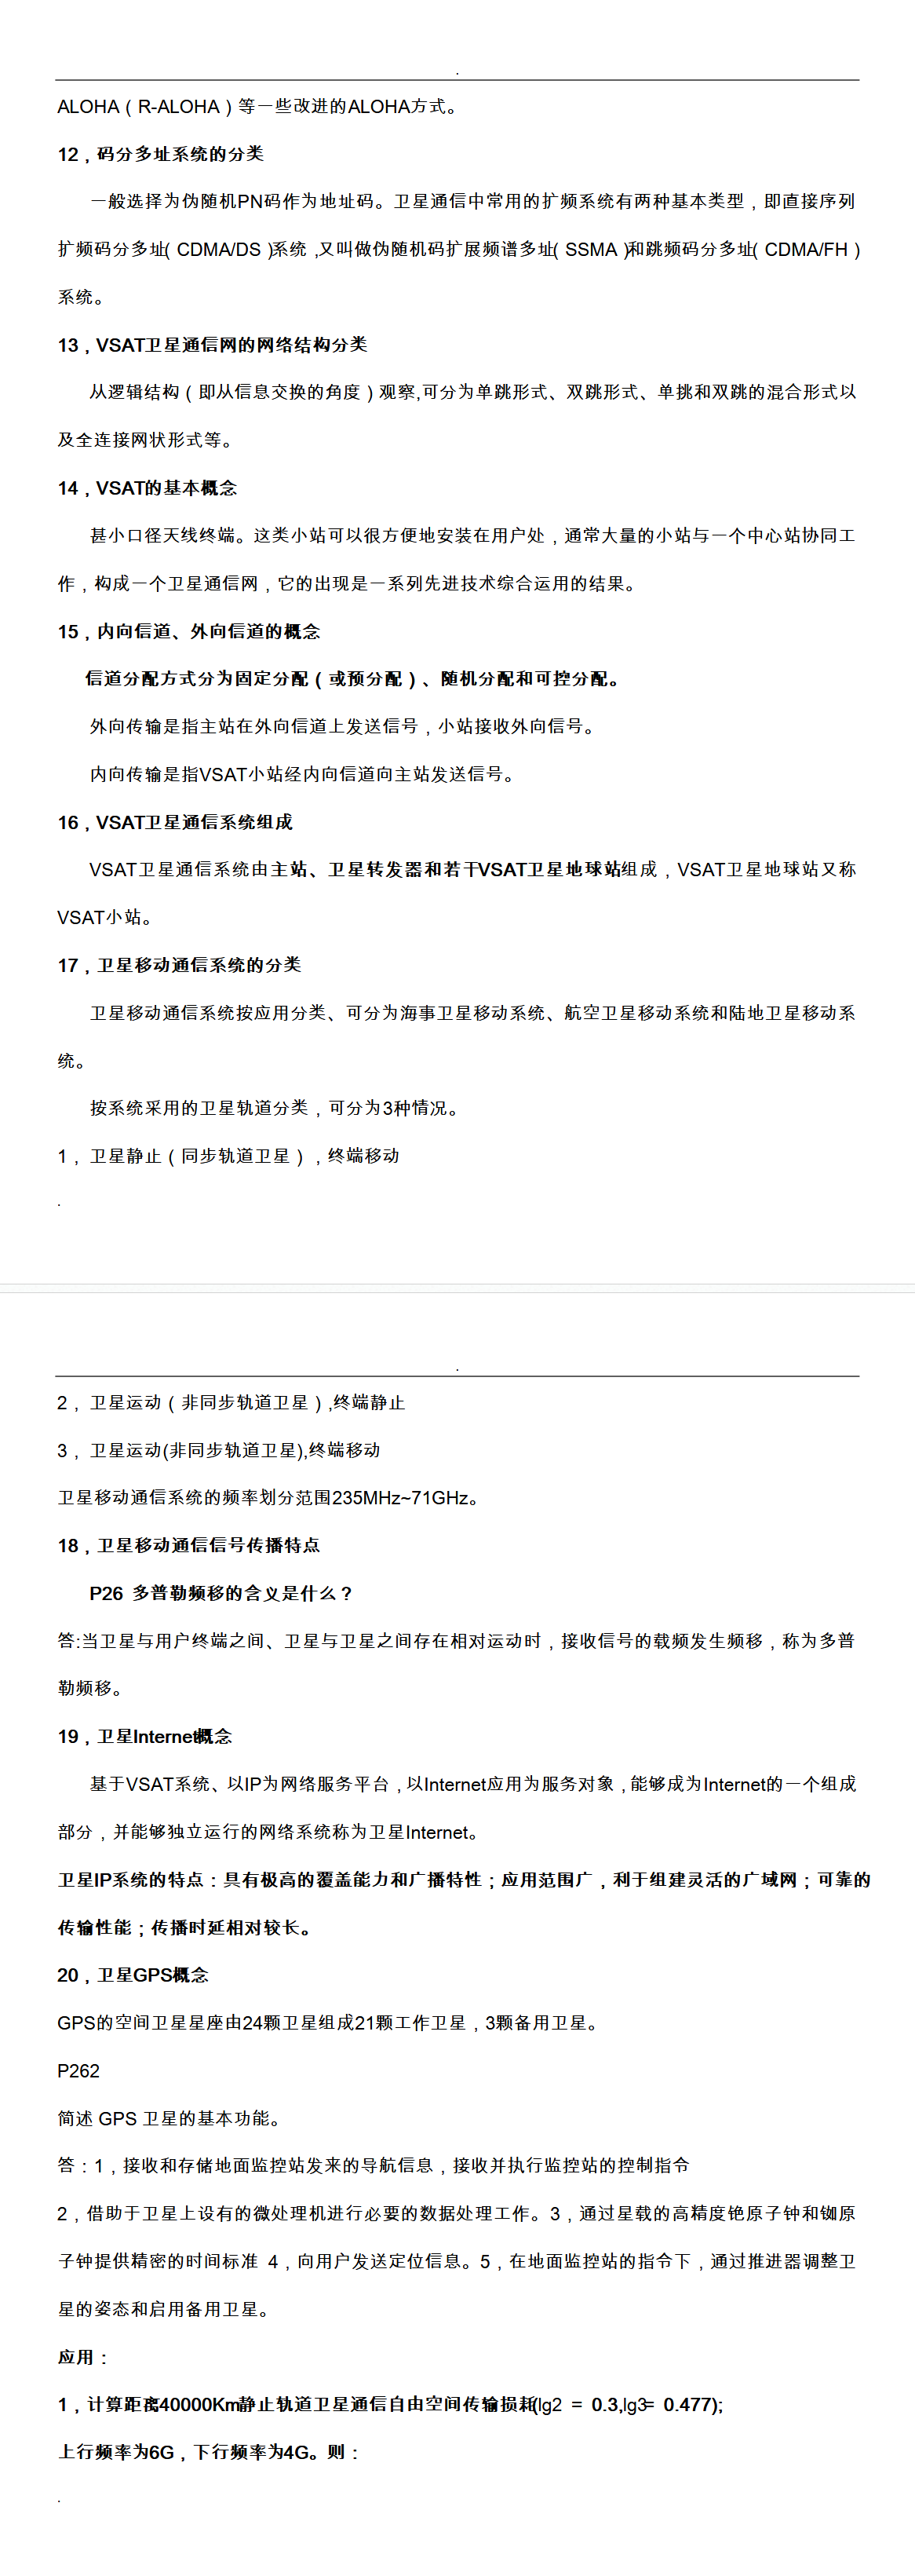 .
ALOHA（R-ALOHA）等一些改进的ALOHA方式。
12，码分多址系统的分类
一般选择为伪随机PN码作为地址码。卫星通信中常用的扩频系统有两种基本类型，即直接序列
扩频码分多址（CDMA/DS）系统 ,又叫做伪随机码扩展频谱多址（SSMA）和跳频码分多址（CDMA/FH）
系统。
13，VSAT卫星通信网的网络结构分类
从逻辑结构（即从信息交换的角度）观察,可分为单跳形式、双跳形式、单挑和双跳的混合形式以
及全连接网状形式等。
14，VSAT的基本概念
甚小口径天线终端。这类小站可以很方便地安装在用户处，通常大量的小站与一个中心站协同工
作，构成一个卫星通信网，它的出现是一系列先进技术综合运用的结果。
15，内向信道、外向信道的概念
信道分配方式分为固定分配（或预分配）、随机分配和可控分配。
外向传输是指主站在外向信道上发送信号，小站接收外向信号。
内向传输是指VSAT小站经内向信道向主站发送信号。
16，VSAT卫星通信系统组成
VSAT卫星通信系统由主站、卫星转发器和若干VSAT卫星地球站组成，VSAT卫星地球站又称
VSAT小站。
17，卫星移动通信系统的分类
卫星移动通信系统按应用分类、可分为海事卫星移动系统、航空卫星移动系统和陆地卫星移动系
统。
按系统采用的卫星轨道分类，可分为3种情况。
1， 卫星静止（同步轨道卫星），终端移动
.
.
2， 卫星运动（非同步轨道卫星）,终端静止
3， 卫星运动(非同步轨道卫星),终端移动
卫星移动通信系统的频率划分范围235MHz~71GHz。
18，卫星移动通信信号传播特点
P26 多普勒频移的含义是什么？
答:当卫星与用户终端之间、卫星与卫星之间存在相对运动时，接收信号的载频发生频移，称为多普
勒频移。
19，卫星Internet概念
基于VSAT系统、以IP为网络服务平台，以Internet应用为服务对象，能够成为Internet的一个组成
部分，并能够独立运行的网络系统称为卫星Internet。
卫星IP系统的特点：具有极高的覆盖能力和广播特性；应用范围广，利于组建灵活的广域网；可靠的
传输性能；传播时延相对较长。
20，卫星GPS概念
GPS的空间卫星星座由24颗卫星组成21颗工作卫星，3颗备用卫星。
P262
简述 GPS 卫星的基本功能。
答：1，接收和存储地面监控站发来的导航信息，接收并执行监控站的控制指令
2，借助于卫星上设有的微处理机进行必要的数据处理工作。3，通过星载的高精度铯原子钟和铷原
子钟提供精密的时间标准 4，向用户发送定位信息。5，在地面监控站的指令下，通过推进器调整卫
星的姿态和启用备用卫星。
应用：
1，计算距离40000Km静止轨道卫星通信自由空间传输损耗(lg2 = 0.3,lg3= 0.477);
上行频率为6G，下行频率为4G。则：
.